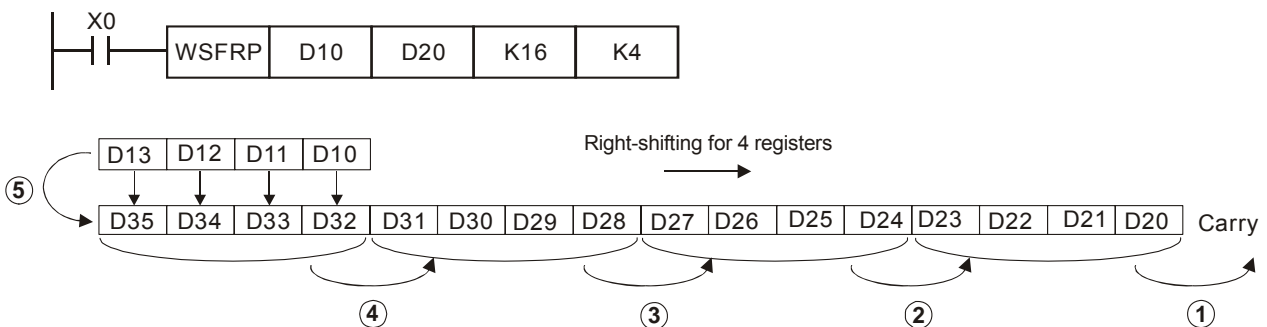 X0
WSFRP D10 D20 K16 K4
Right-shifting for 4 registers
D13 D12 D11 D10
5
D35 D34 D33 D32 D31 D30 D29 D28 D27 D26 D25 D24 D23 D22 D21 D20 Carry
4 3 2 1